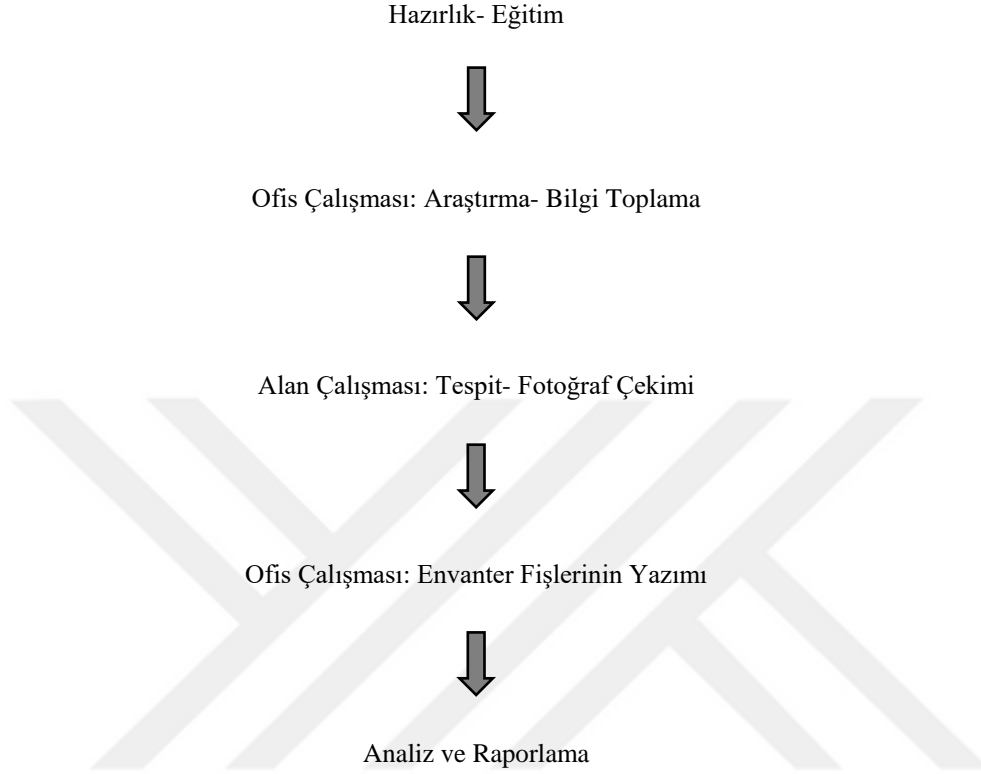 Hazırlık- Eğitim
Ofis Çalışması: Araştırma- Bilgi Toplama
Alan Çalışması: Tespit- Fotoğraf Çekimi
Ofis Çalışması: Envanter Fişlerinin Yazımı
Analiz ve Raporlama